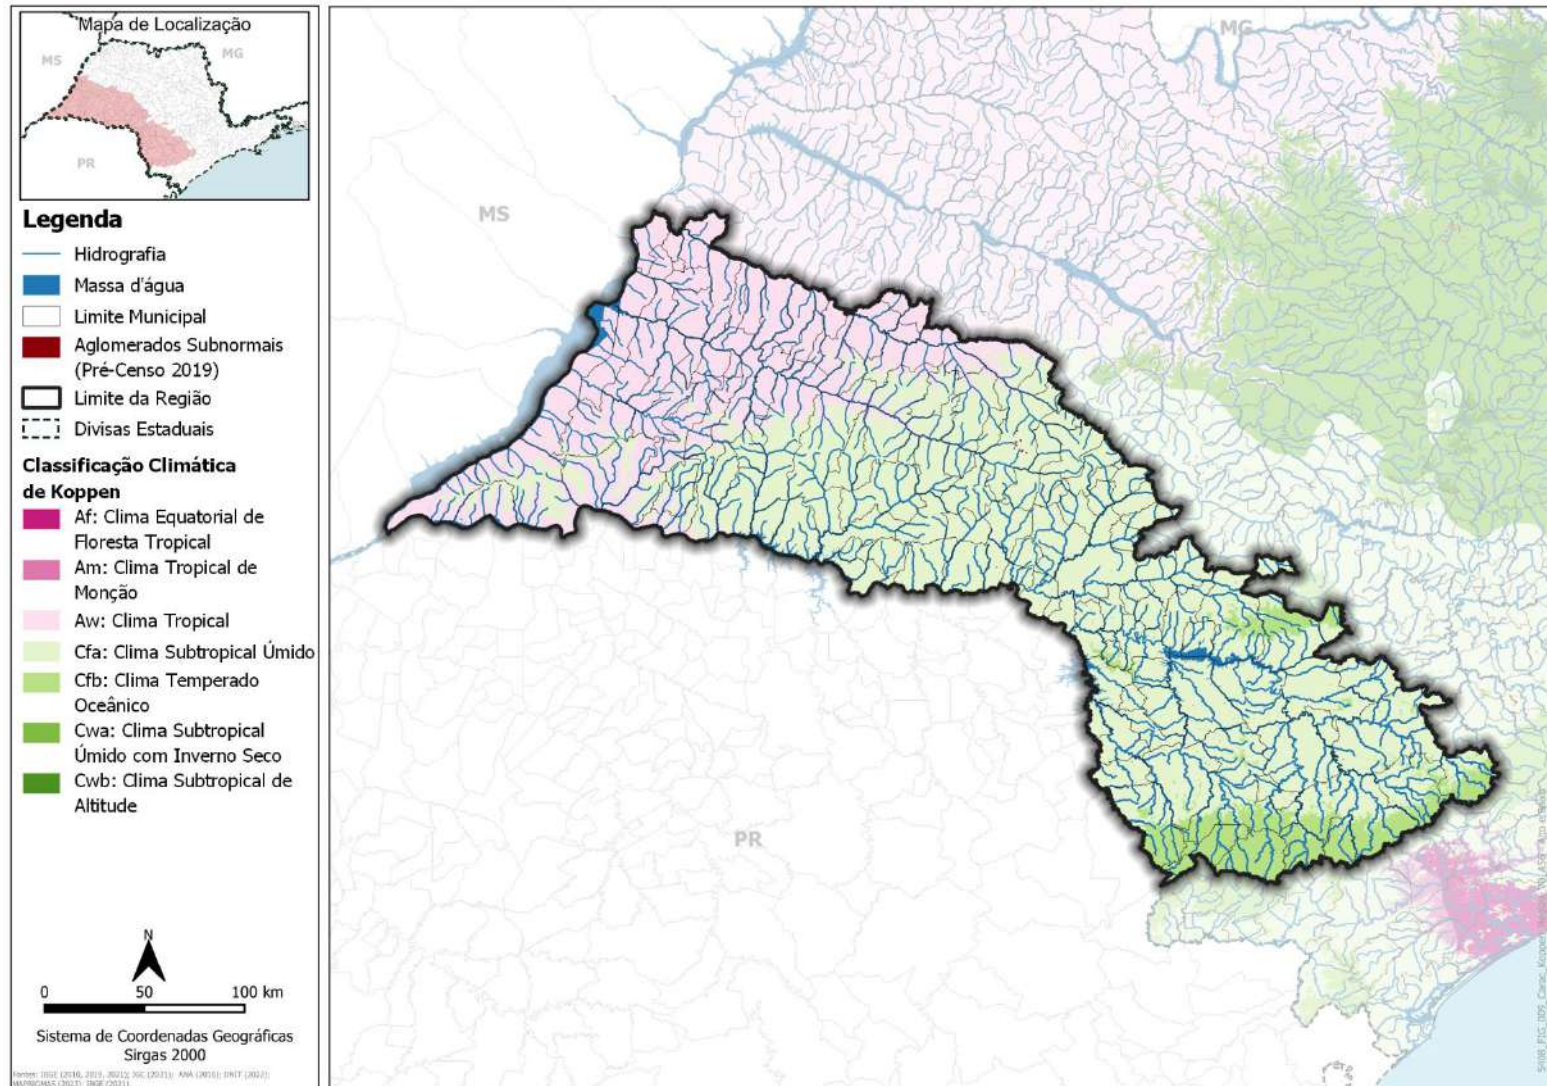 Mapa de Localização
MS
MG
PR
Legenda
Hidrografia
Massa d'água
Limite Municipal
Aglomerados Subnormais
(Pré-Censo 2019)
Limite da Região
Divisas Estaduais
Classificação Climática
de Koppen
Af: Clima Equatorial de
Floresta Tropical
Am: Clima Tropical de
Monção
Aw: Clima Tropical
Cfa: Clima Subtropical Úmido
Cfb: Clima Temperado
Oceânico
Cwa: Clima Subtropical
Úmido com Inverno Seco
Cwb: Clima Subtropical de
Altitude
N
0 50 100 km
Sistema de Coordenadas Geográficas
Sirgas 2000
MG
MS
PR